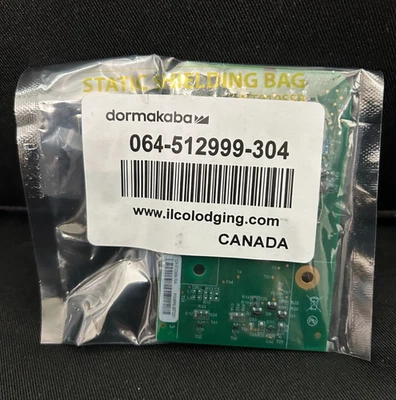 STATIC SHIELDING BAG
dormakaba
064-512999-304
www.ilcolodging.com
CANADA